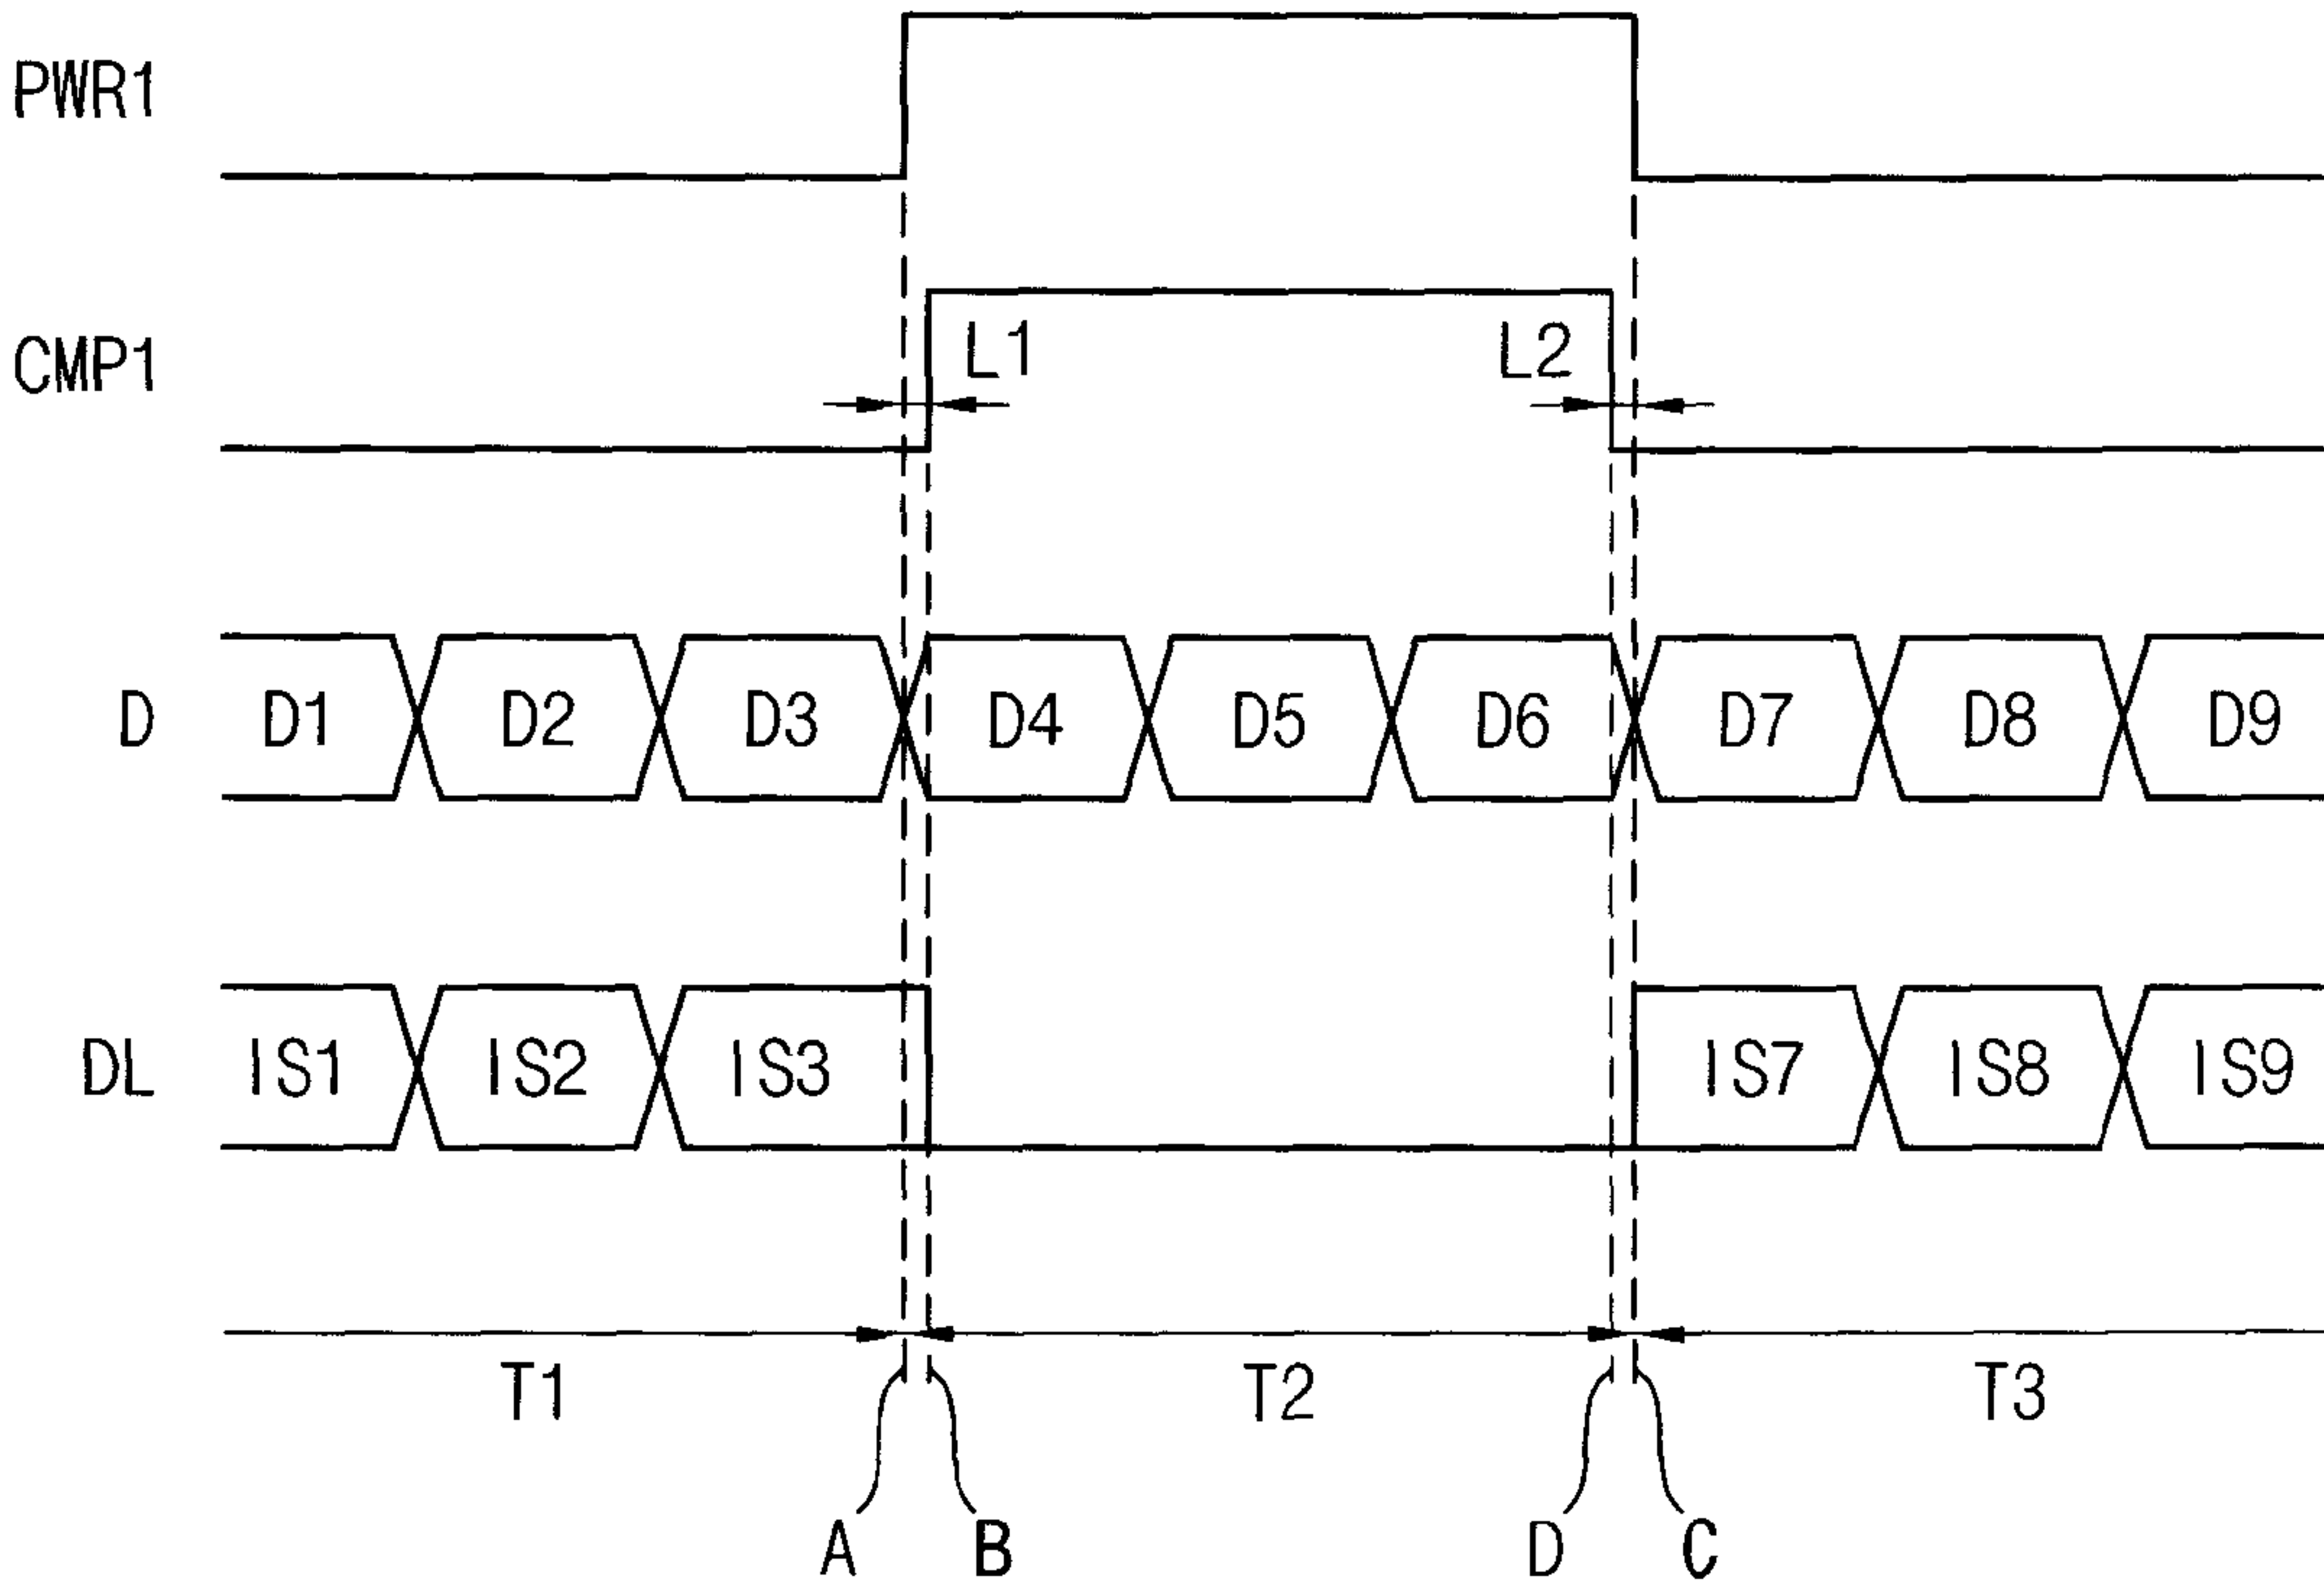 PWR1
CMP1 L1 L2
D D1 D2 D3 D4 D5 D6 D7 D8 D9
DL IS1 IS2 IS3 IS7 IS8 IS9
T1 T2 T3
A B D C